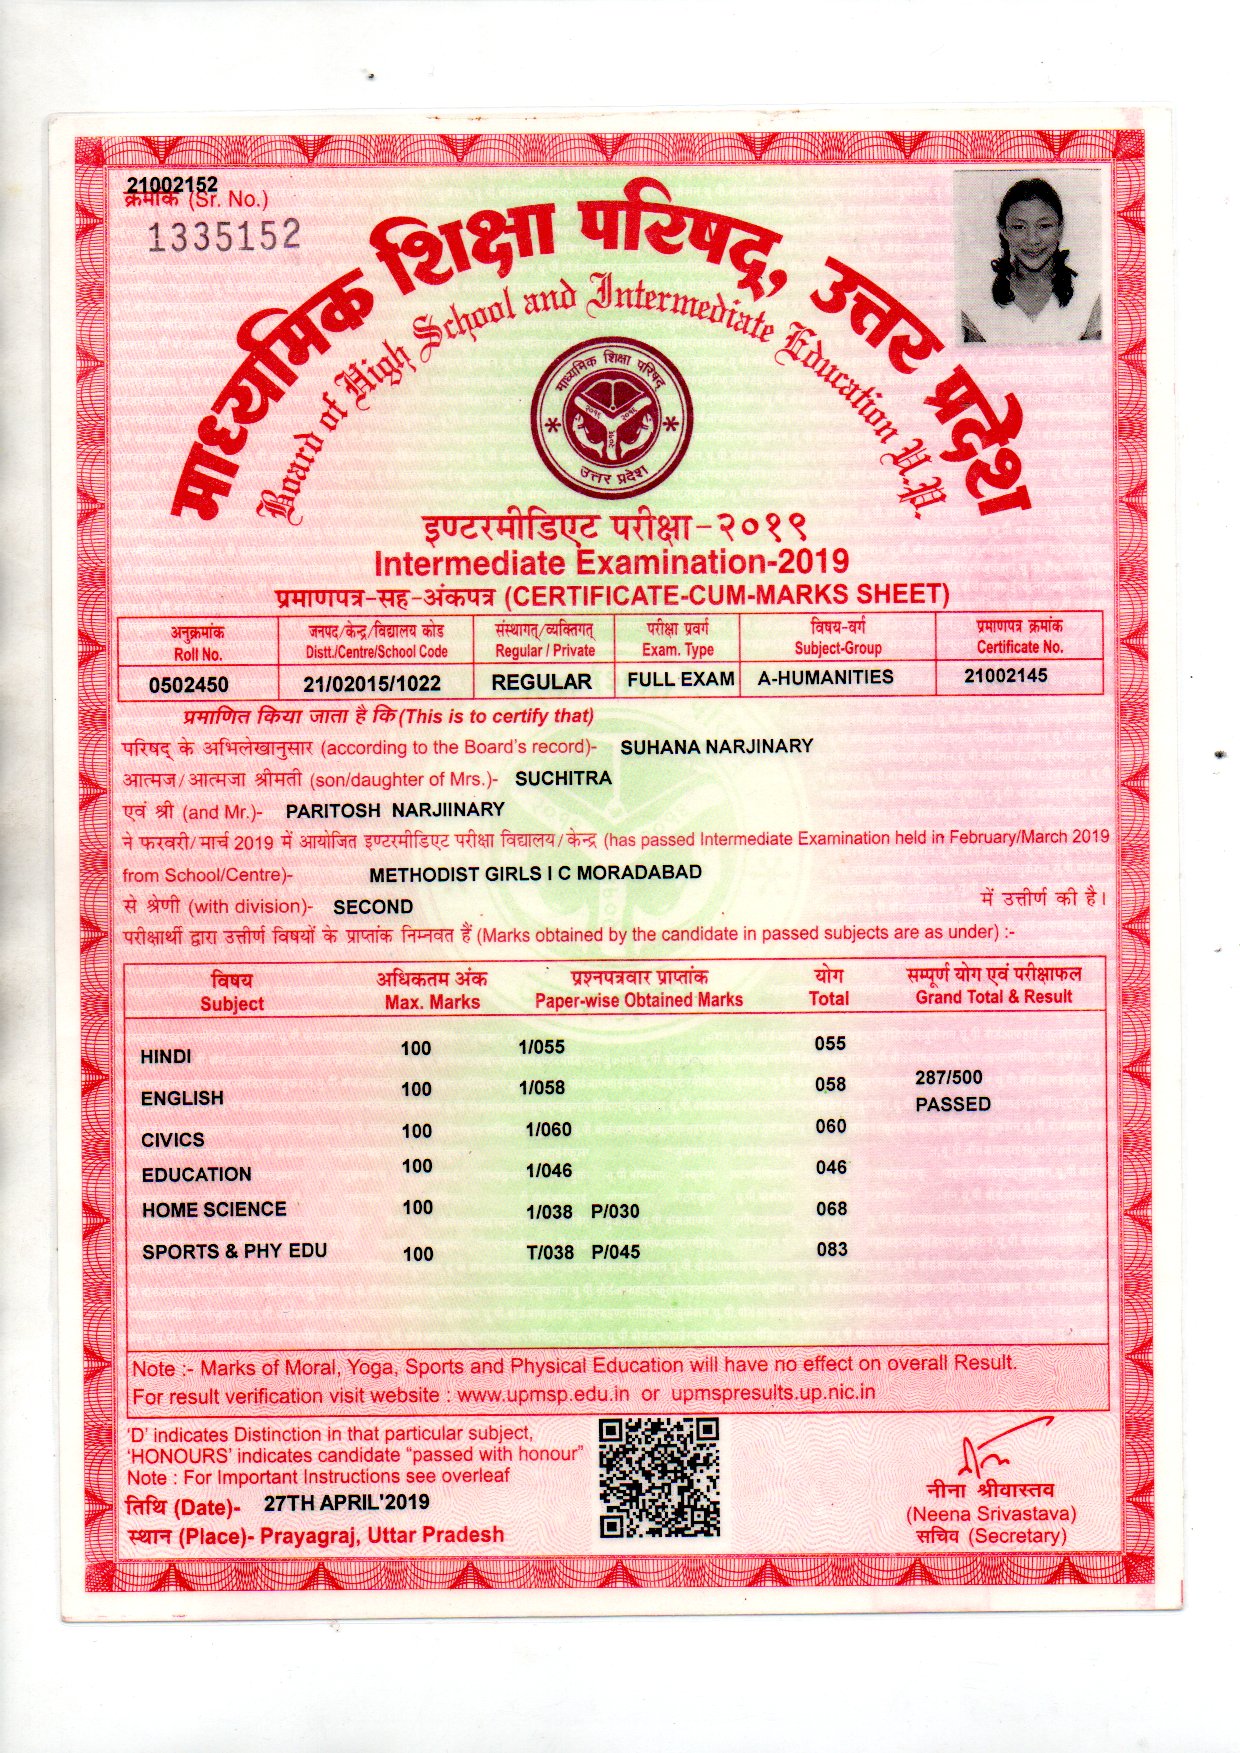 21002152
क्रमांक (Sr. No.)
1335152
माध्यमिक शिक्षा परिषद्, उत्तर प्रदेश
Board of High School and Intermediate Education U.P.
माध्यमिक शिक्षा परिषद्
उत्तर प्रदेश
इण्टरमीडिएट परीक्षा-२०१९
Intermediate Examination-2019
प्रमाणपत्र-सह-अंकपत्र (CERTIFICATE-CUM-MARKS SHEET)
अनुक्रमांक जनपद/केन्द्र/विद्यालय कोड संस्थागत्/व्यक्तिगत् परीक्षा प्रवर्ग विषय-वर्ग प्रमाणपत्र क्रमांक
Roll No. Distt./Centre/School Code Regular / Private Exam. Type Subject-Group Certificate No.
0502450 21/02015/1022 REGULAR FULL EXAM A-HUMANITIES 21002145
प्रमाणित किया जाता है कि (This is to certify that)
परिषद् के अभिलेखानुसार (according to the Board's record)- SUHANA NARJINARY
आत्मज/आत्मजा श्रीमती (son/daughter of Mrs.)- SUCHITRA
एवं श्री (and Mr.)- PARITOSH NARJIINARY
ने फरवरी/मार्च 2019 में आयोजित इण्टरमीडिएट परीक्षा विद्यालय/केन्द्र (has passed Intermediate Examination held in February/March 2019
from School/Centre)- METHODIST GIRLS I C MORADABAD
से श्रेणी (with division)- SECOND में उत्तीर्ण की है।
परीक्षार्थी द्वारा उत्तीर्ण विषयों के प्राप्तांक निम्नवत हैं (Marks obtained by the candidate in passed subjects are as under) :-
विषय अधिकतम अंक प्रश्नपत्रवार प्राप्तांक योग सम्पूर्ण योग एवं परीक्षाफल
Subject Max. Marks Paper-wise Obtained Marks Total Grand Total & Result
HINDI 100 1/055 055
ENGLISH 100 1/058 058 287/500
PASSED
CIVICS 100 1/060 060
EDUCATION 100 1/046 046
HOME SCIENCE 100 1/038 P/030 068
SPORTS & PHY EDU 100 T/038 P/045 083
Note :- Marks of Moral, Yoga, Sports and Physical Education will have no effect on overall Result.
For result verification visit website : www.upmsp.edu.in or upmspresults.up.nic.in
'D' indicates Distinction in that particular subject,
'HONOURS' indicates candidate "passed with honour"
Note : For Important Instructions see overleaf
तिथि (Date)- 27TH APRIL'2019
स्थान (Place)- Prayagraj, Uttar Pradesh
नीना श्रीवास्तव
(Neena Srivastava)
सचिव (Secretary)